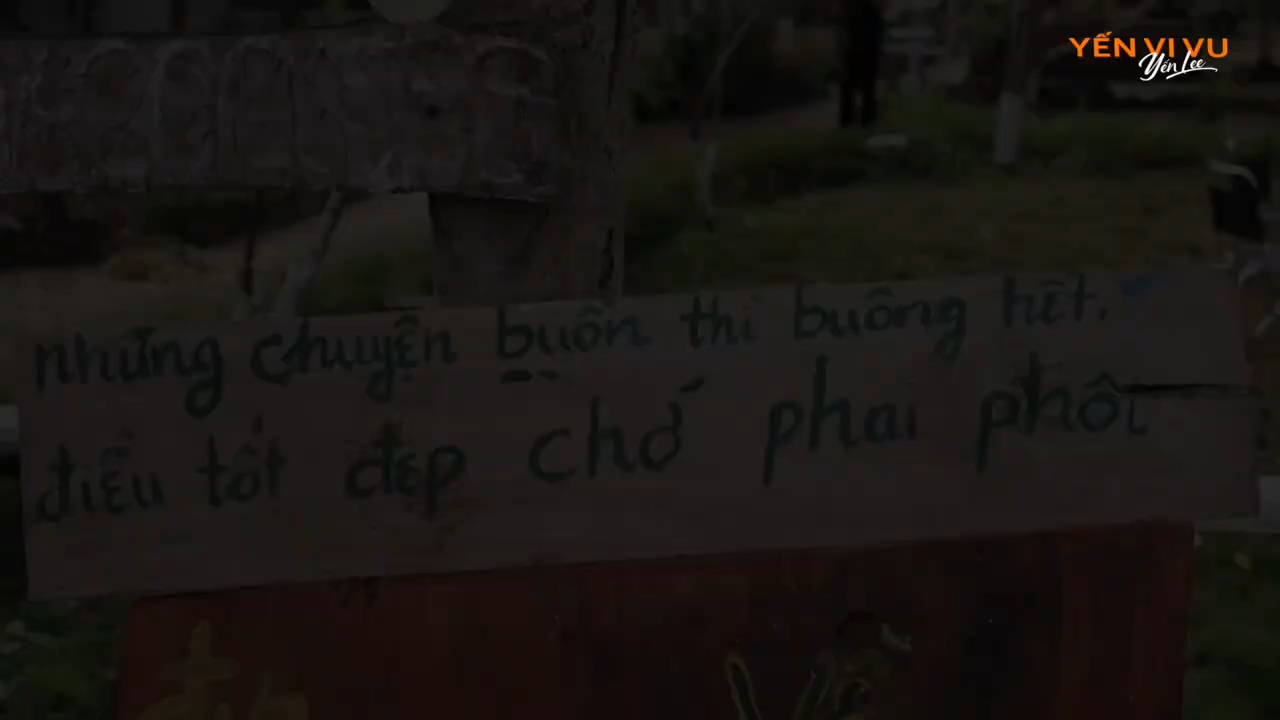 YẾN VI VU
Yến Lee
những chuyện buồn thì buông hết.
điều tốt đẹp chớ phai phôi